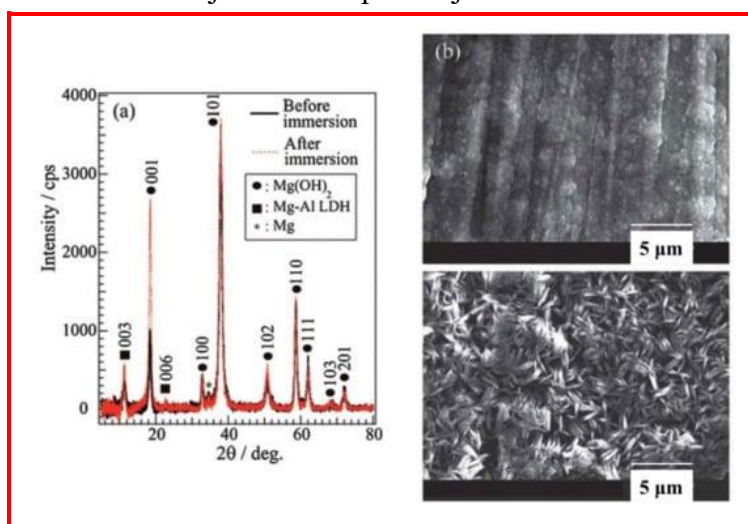 (a)
4000
3000
2000
1000
0
Intensity / cps
20
40
60
80
2θ / deg.
003
001
006
100
101
102
110
111
103
201
Before
immersion
After
immersion
● : Mg(OH)₂
■ : Mg-Al LDH
* : Mg
(b)
5 μm
5 μm